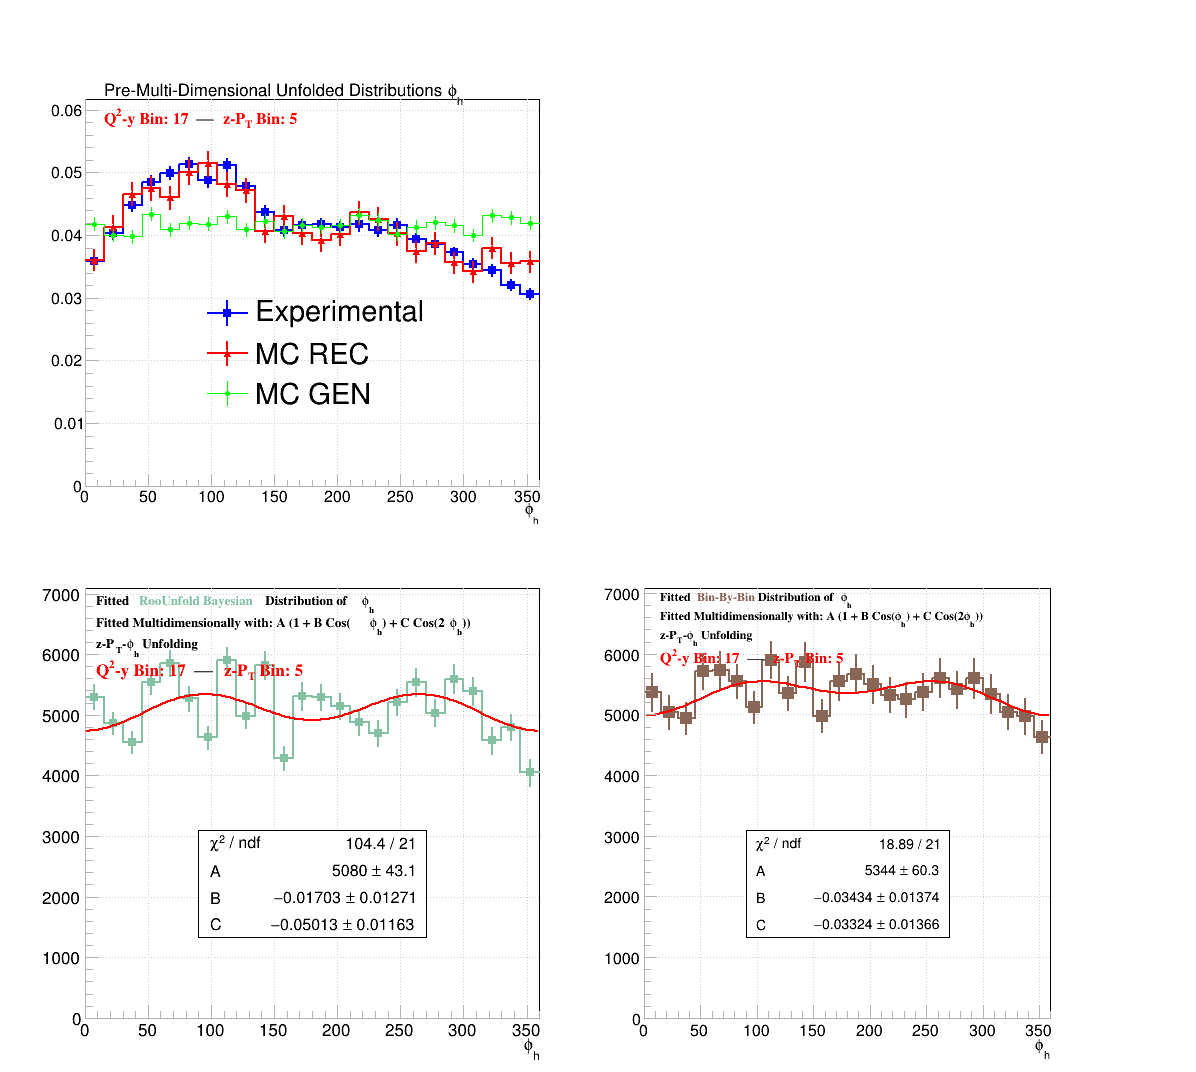 Pre-Multi-Dimensional Unfolded Distributions ϕh
Q²-y Bin: 17 — z-PT Bin: 5
0.06
0.05
0.04
0.03
0.02
0.01
0
Experimental
MC REC
MC GEN
0 50 100 150 200 250 300 350
ϕh
7000
6000
5000
4000
3000
2000
1000
0
Fitted RooUnfold Bayesian Distribution of ϕh
Fitted Multidimensionally with: A (1 + B Cos(ϕh) + C Cos(2 ϕh))
z-PT-ϕh Unfolding
Q²-y Bin: 17 — z-PT Bin: 5
χ² / ndf 104.4 / 21
A 5080 ± 43.1
B −0.01703 ± 0.01271
C −0.05013 ± 0.01163
0 50 100 150 200 250 300 350
ϕh
7000
6000
5000
4000
3000
2000
1000
0
Fitted Bin-By-Bin Distribution of ϕh
Fitted Multidimensionally with: A (1 + B Cos(ϕh) + C Cos(2ϕh))
z-PT-ϕh Unfolding
Q²-y Bin: 17 — z-PT Bin: 5
χ² / ndf 18.89 / 21
A 5344 ± 60.3
B −0.03434 ± 0.01374
C −0.03324 ± 0.01366
0 50 100 150 200 250 300 350
ϕh